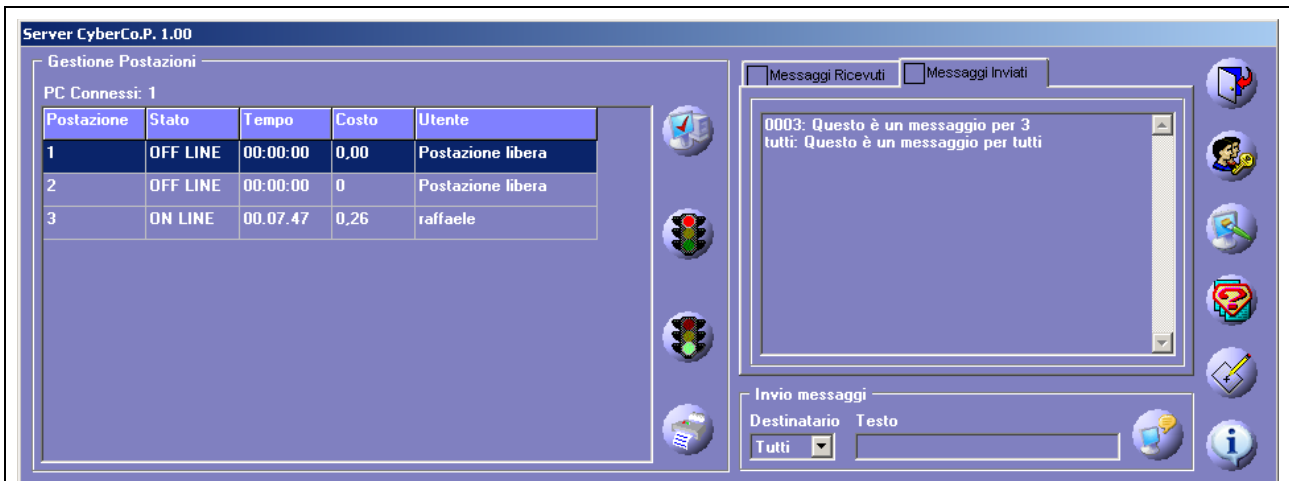 Server CyberCo.P. 1.00
Gestione Postazioni
PC Connessi: 1
Postazione Stato Tempo Costo Utente
1 OFF LINE 00:00:00 0,00 Postazione libera
2 OFF LINE 00:00:00 0 Postazione libera
3 ON LINE 00.07.47 0,26 raffaele
Messaggi Ricevuti Messaggi Inviati
0003: Questo è un messaggio per 3
tutti: Questo è un messaggio per tutti
Invio messaggi
Destinatario Testo
Tutti